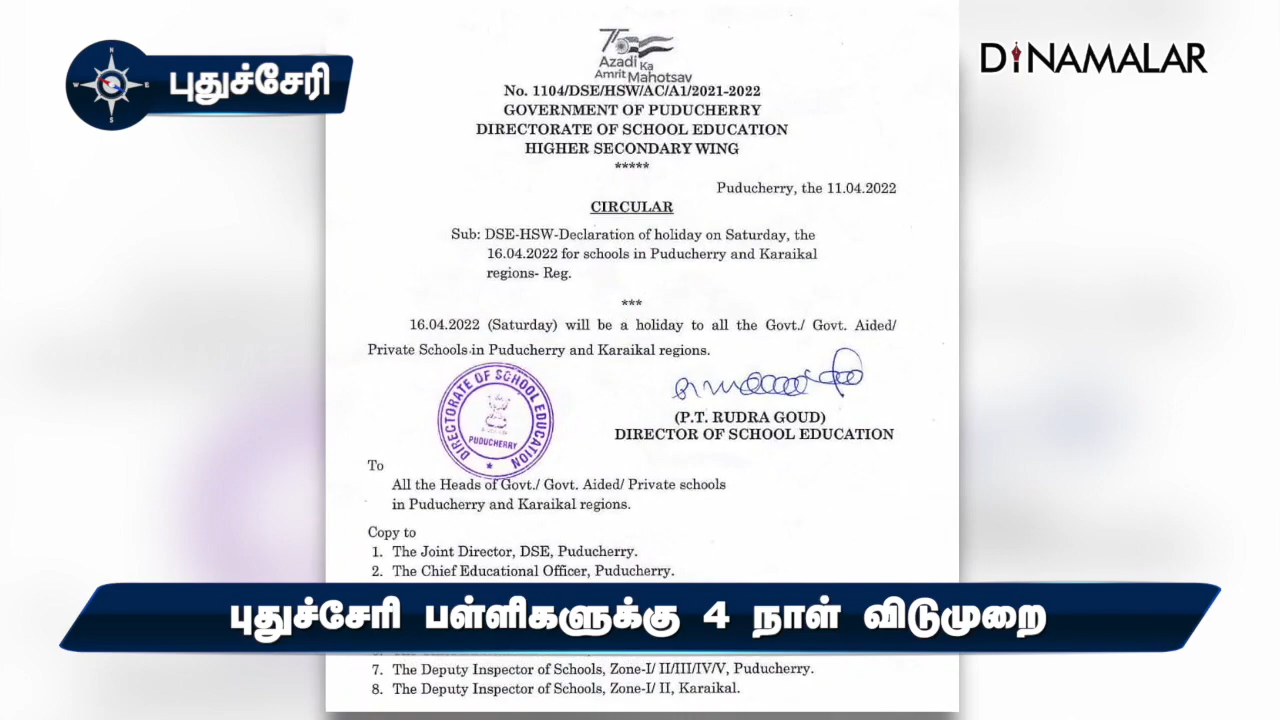 புதுச்சேரி
DINAMALAR
Azadi Ka
Amrit Mahotsav
No. 1104/DSE/HSW/AC/A1/2021-2022
GOVERNMENT OF PUDUCHERRY
DIRECTORATE OF SCHOOL EDUCATION
HIGHER SECONDARY WING
*****
Puducherry, the 11.04.2022
CIRCULAR
Sub: DSE-HSW-Declaration of holiday on Saturday, the
16.04.2022 for schools in Puducherry and Karaikal
regions- Reg.
***
16.04.2022 (Saturday) will be a holiday to all the Govt./ Govt. Aided/
Private Schools in Puducherry and Karaikal regions.
DIRECTORATE OF SCHOOL EDUCATION
PUDUCHERRY
(P.T. RUDRA GOUD)
DIRECTOR OF SCHOOL EDUCATION
To
All the Heads of Govt./ Govt. Aided/ Private schools
in Puducherry and Karaikal regions.
Copy to
1. The Joint Director, DSE, Puducherry.
2. The Chief Educational Officer, Puducherry.
புதுச்சேரி பள்ளிகளுக்கு 4 நாள் விடுமுறை
7. The Deputy Inspector of Schools, Zone-I/ II/III/IV/V, Puducherry.
8. The Deputy Inspector of Schools, Zone-I/ II, Karaikal.